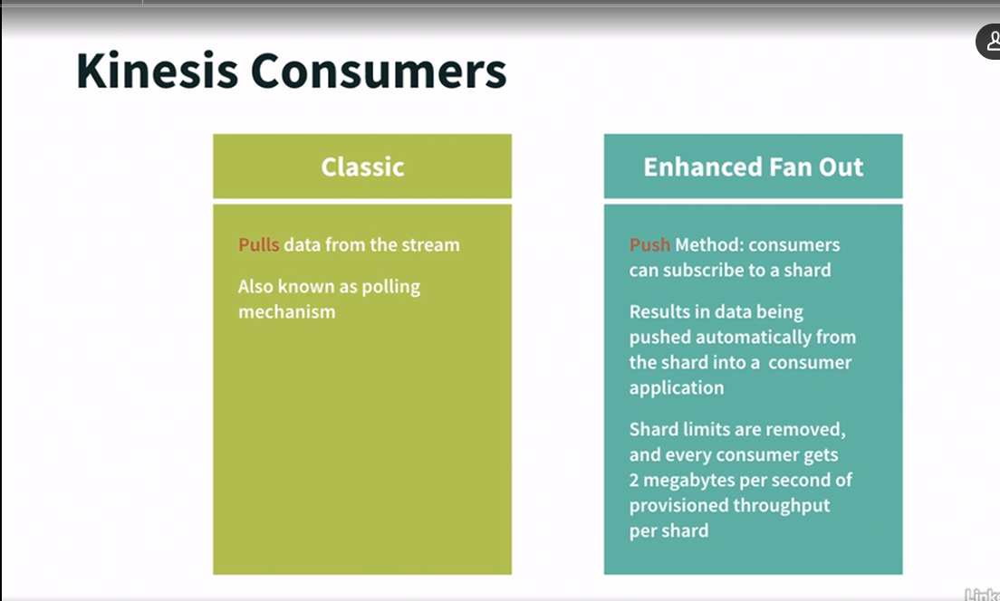 Kinesis Consumers
Classic
Pulls data from the stream
Also known as polling
mechanism
Enhanced Fan Out
Push Method: consumers
can subscribe to a shard
Results in data being
pushed automatically from
the shard into a consumer
application
Shard limits are removed,
and every consumer gets
2 megabytes per second of
provisioned throughput
per shard